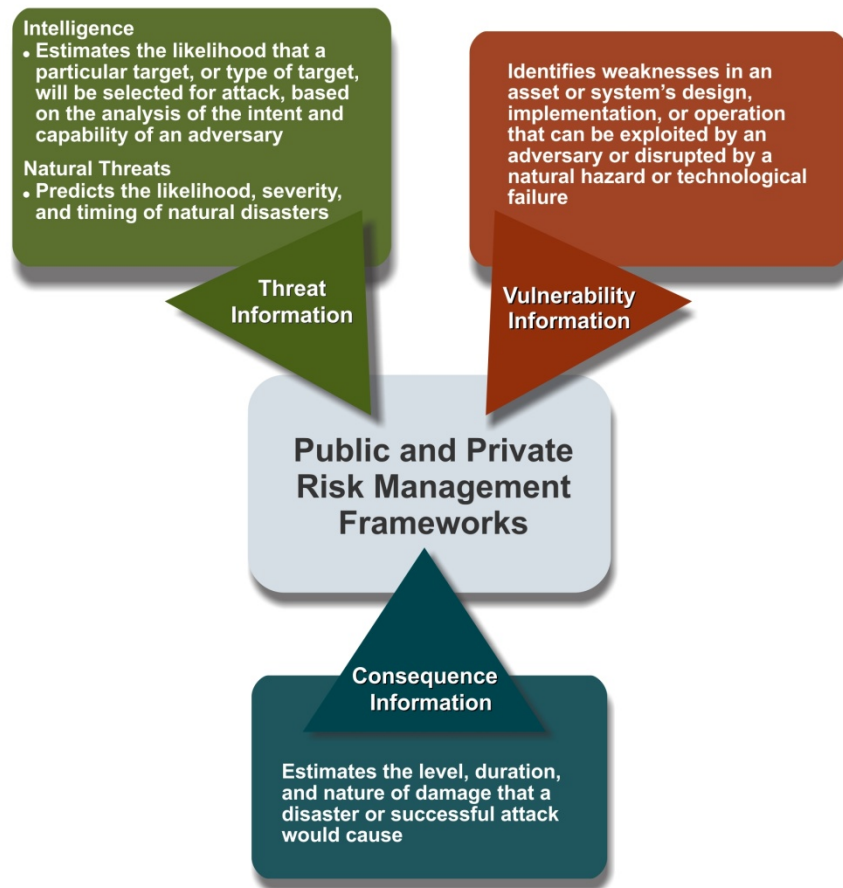 Intelligence
• Estimates the likelihood that a
particular target, or type of target,
will be selected for attack, based
on the analysis of the intent and
capability of an adversary
Natural Threats
• Predicts the likelihood, severity,
and timing of natural disasters
Threat
Information
Identifies weaknesses in an
asset or system's design,
implementation, or operation
that can be exploited by an
adversary or disrupted by a
natural hazard or technological
failure
Vulnerability
Information
Public and Private
Risk Management
Frameworks
Consequence
Information
Estimates the level, duration,
and nature of damage that a
disaster or successful attack
would cause